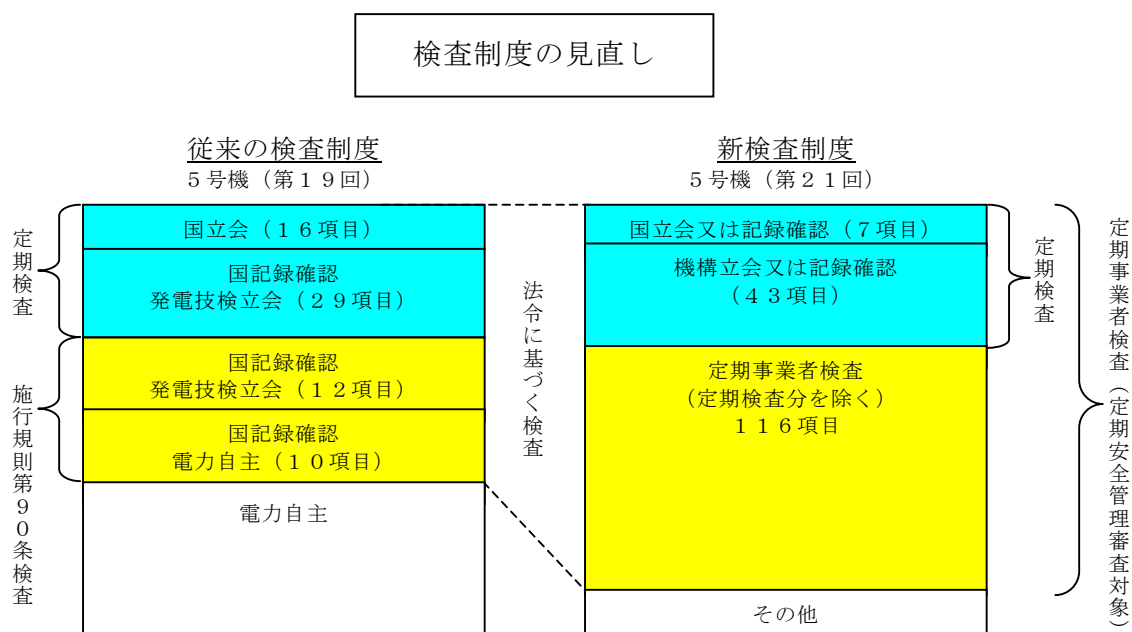 検査制度の見直し
従来の検査制度
５号機（第１９回）
定期検査
国立会（１６項目）
国記録確認
発電技検立会（２９項目）
施行規則第９０条検査
国記録確認
発電技検立会（１２項目）
国記録確認
電力自主（１０項目）
電力自主
法令に基づく検査
新検査制度
５号機（第２１回）
国立会又は記録確認（７項目）
機構立会又は記録確認
（４３項目）
定期事業者検査
(定期検査分を除く)
１１６項目
その他
定期検査
定期事業者検査（定期安全管理審査対象）